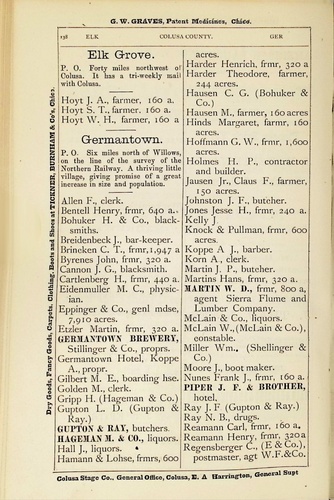 G. W. GRAVES, Patent Medicines, Chico.
198 ELK COLUSA COUNTY. GER
Elk Grove.
P. O. Forty miles northwest of
Colusa. It has a tri-weekly mail
with Colusa.
Hoyt J. A., farmer, 160 a.
Hoyt S. T., farmer, 160 a.
Hoyt W. H., farmer, 160 a
Germantown.
P. O. Six miles north of Willows,
on the line of the survey of the
Northern Railway. A thriving little
village, giving promise of a great
increase in size and population.
Allen F., clerk.
Bentell Henry, frmr, 640 a..
Bohuker H. & Co., black-
smiths.
Breidenbeck J., bar-keeper.
Brineken C. T., frmr, 1,947 a
Byrenes John, frmr, 320 a.
Cannon J. G., blacksmith.
Cartlenberg H., frmr, 440 a.
Eidenmuller M. C., physic-
ian.
Eppinger & Co., genl mdse,
7,910 acres.
Etzler Martin, frmr, 320 a.
GERMANTOWN BREWERY,
Stillinger & Co., proprs.
Germantown Hotel, Koppe
A., propr.
Gilbert M. E., boarding hse.
Golden M., clerk.
Gripp H. (Hageman & Co.)
Gupton L. D. (Gupton &
Ray.)
GUPTON & RAY, butchers.
HAGEMAN M. & CO., liquors.
Hall J., liquors.
Hamann & Lohse, frmrs, 600
acres.
Harder Henrich, frmr, 320 a
Harder Theodore, farmer,
244 acres.
Hausen C. G. (Bohuker &
Co.)
Hausen M., farmer, 160 acres
Hinds Margaret, farmr, 160
acres.
Hoffmann G. W., frmr, 1,600
acres.
Holmes H. P., contractor
and builder.
Jausen Jr., Claus F., farmer,
150 acres.
Johnston J. F., butcher.
Jones Jesse H., frmr, 240 a.
Kelly J.
Knock & Pullman, frmr, 600
acres.
Koppe A J., barber.
Korn A., clerk.
Martin J. P., butcher.
Martins Hans, frmr, 320 a.
MARTIN W. D., frmr, 800 a,
agent Sierra Flume and
Lumber Company.
McLain & Co., liquors.
McLain W., (McLain & Co.),
constable.
Miller Wm., (Shellinger &
Co.)
Moore J., boot maker.
Nunes Frank J., frmr, 160 a.
PIPER J. F. & BROTHER,
hotel.
Ray J. F (Gupton & Ray.)
Ray N. B., drugs.
Reamann Carl, frmr, 160 a.
Reamann Henry, frmr, 320 a
Regensberger C., (E & Co.),
postmaster, agt W.F.&Co.
Dry Goods, Fancy Goods, Carpets, Clothing, Boots and Shoes at TICKNER, BURNHAM & Co's, Chico.
Colusa Stage Co., General Office, Colusa, E. A Harrington, General Supt